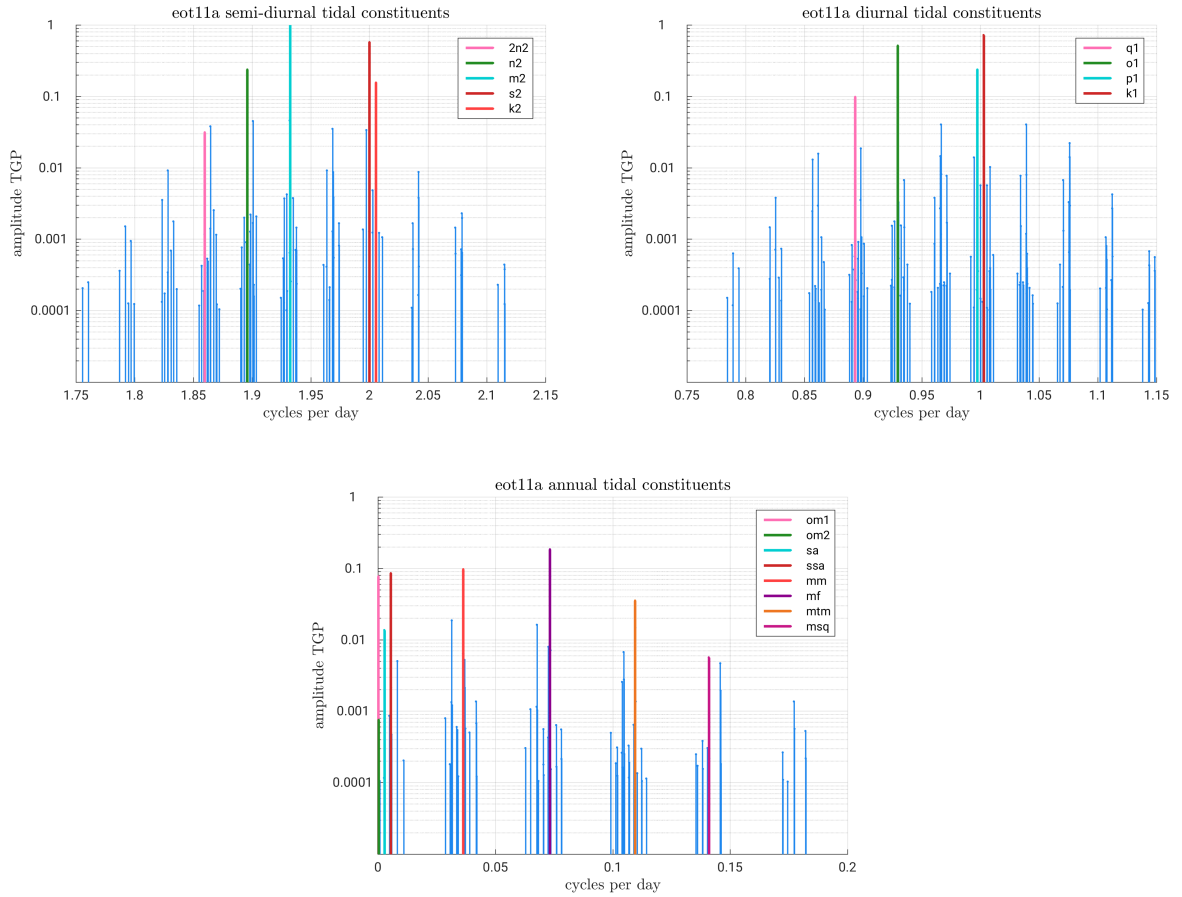 eot11a semi-diurnal tidal constituents
1
0.1
0.01
0.001
0.0001
amplitude TGP
2n2
n2
m2
s2
k2
1.75 1.8 1.85 1.9 1.95 2 2.05 2.1 2.15
cycles per day
eot11a diurnal tidal constituents
1
0.1
0.01
0.001
0.0001
amplitude TGP
q1
o1
p1
k1
0.75 0.8 0.85 0.9 0.95 1 1.05 1.1 1.15
cycles per day
eot11a annual tidal constituents
1
0.1
0.01
0.001
0.0001
amplitude TGP
om1
om2
sa
ssa
mm
mf
mtm
msq
0 0.05 0.1 0.15 0.2
cycles per day